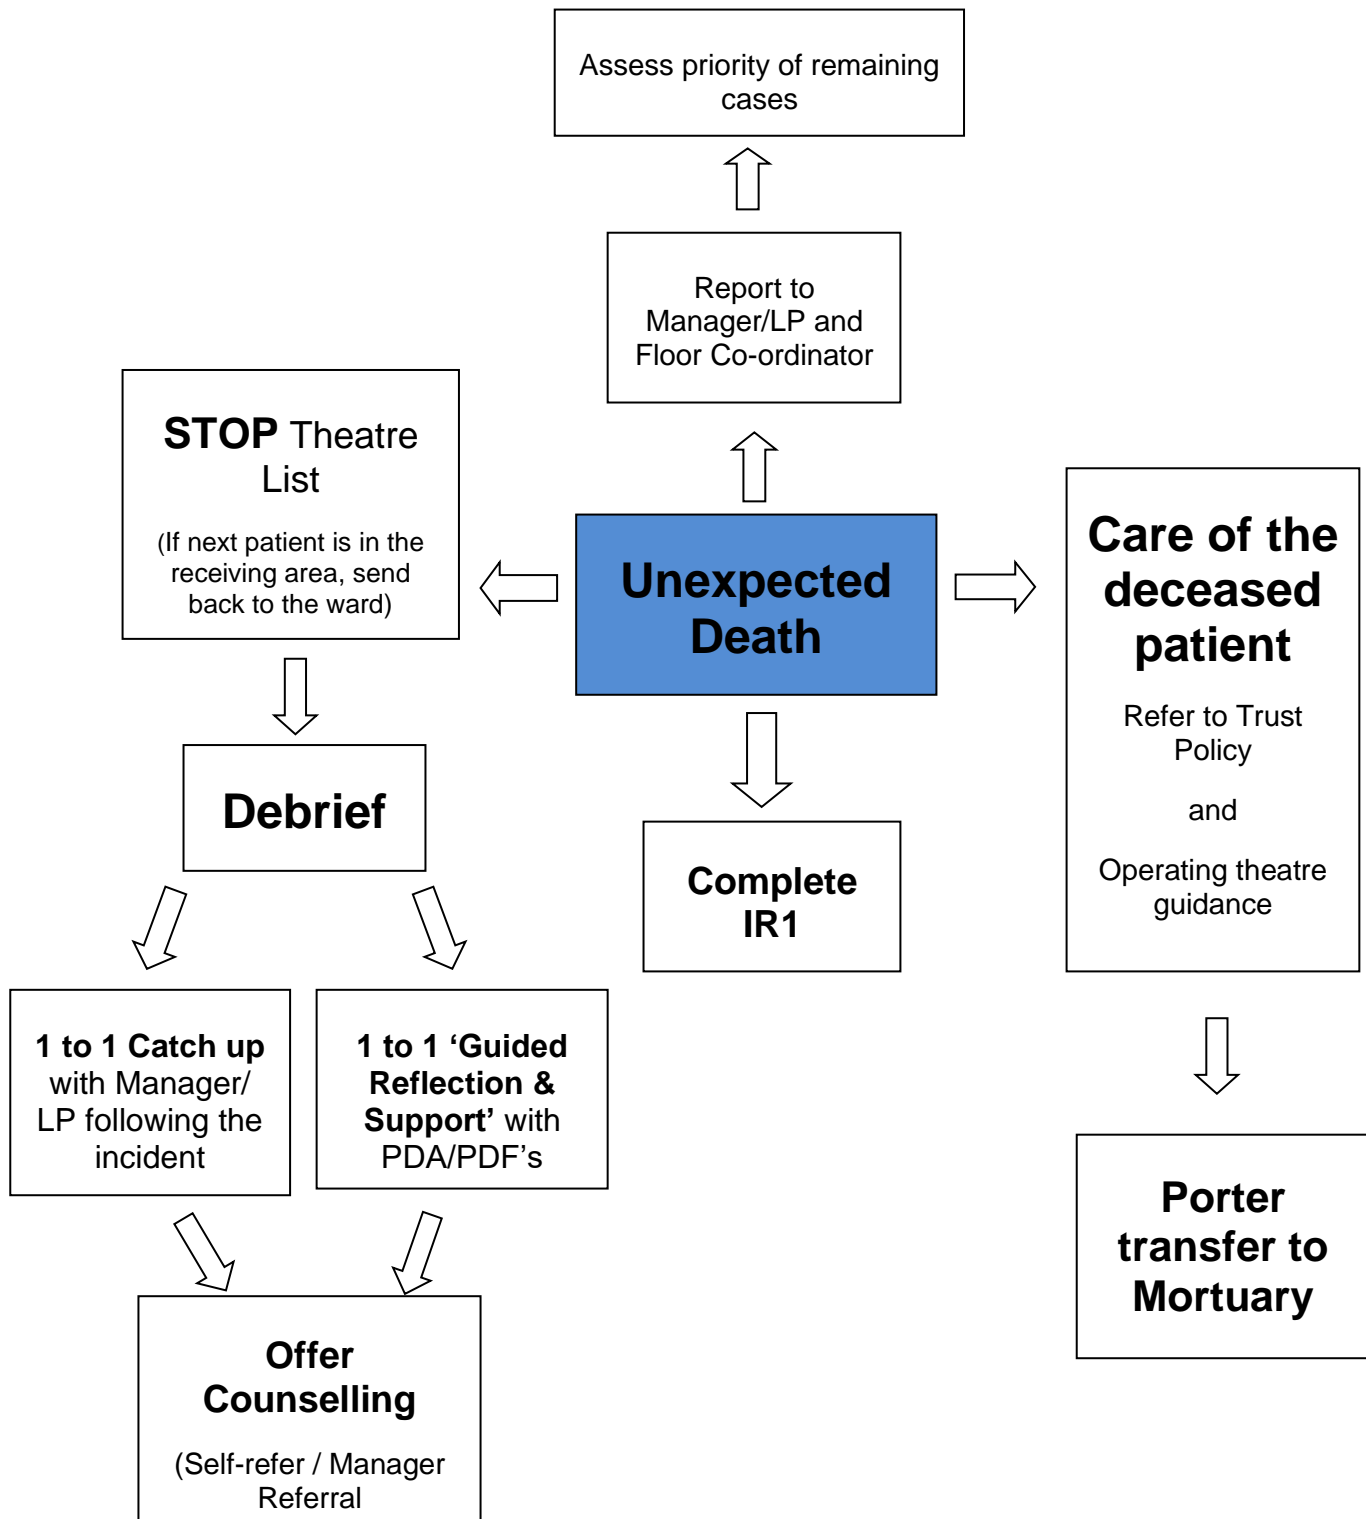 Assess priority of remaining
cases
Report to
Manager/LP and
Floor Co-ordinator
STOP Theatre
List
(If next patient is in the
receiving area, send
back to the ward)
Unexpected
Death
Care of the
deceased
patient
Refer to Trust
Policy
and
Operating theatre
guidance
Debrief
Complete
IR1
1 to 1 Catch up
with Manager/
LP following the
incident
1 to 1 ‘Guided
Reflection &
Support’ with
PDA/PDF’s
Porter
transfer to
Mortuary
Offer
Counselling
(Self-refer / Manager
Referral